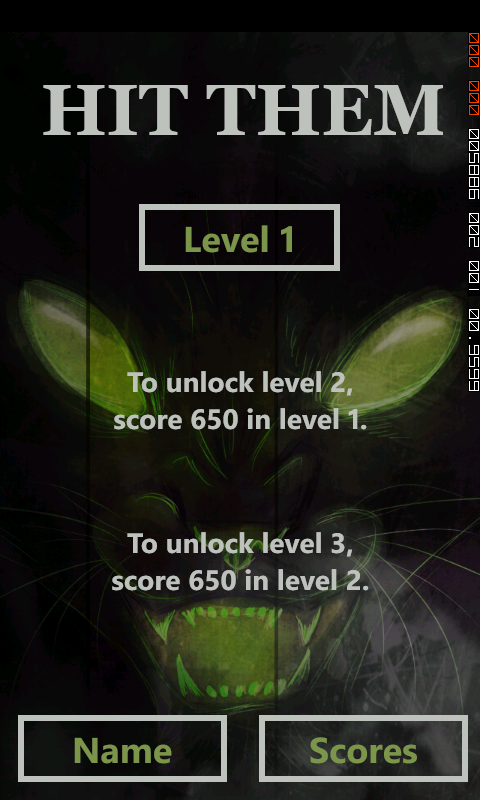 HIT THEM
Level 1
To unlock level 2,
score 650 in level 1.
To unlock level 3,
score 650 in level 2.
Name
Scores